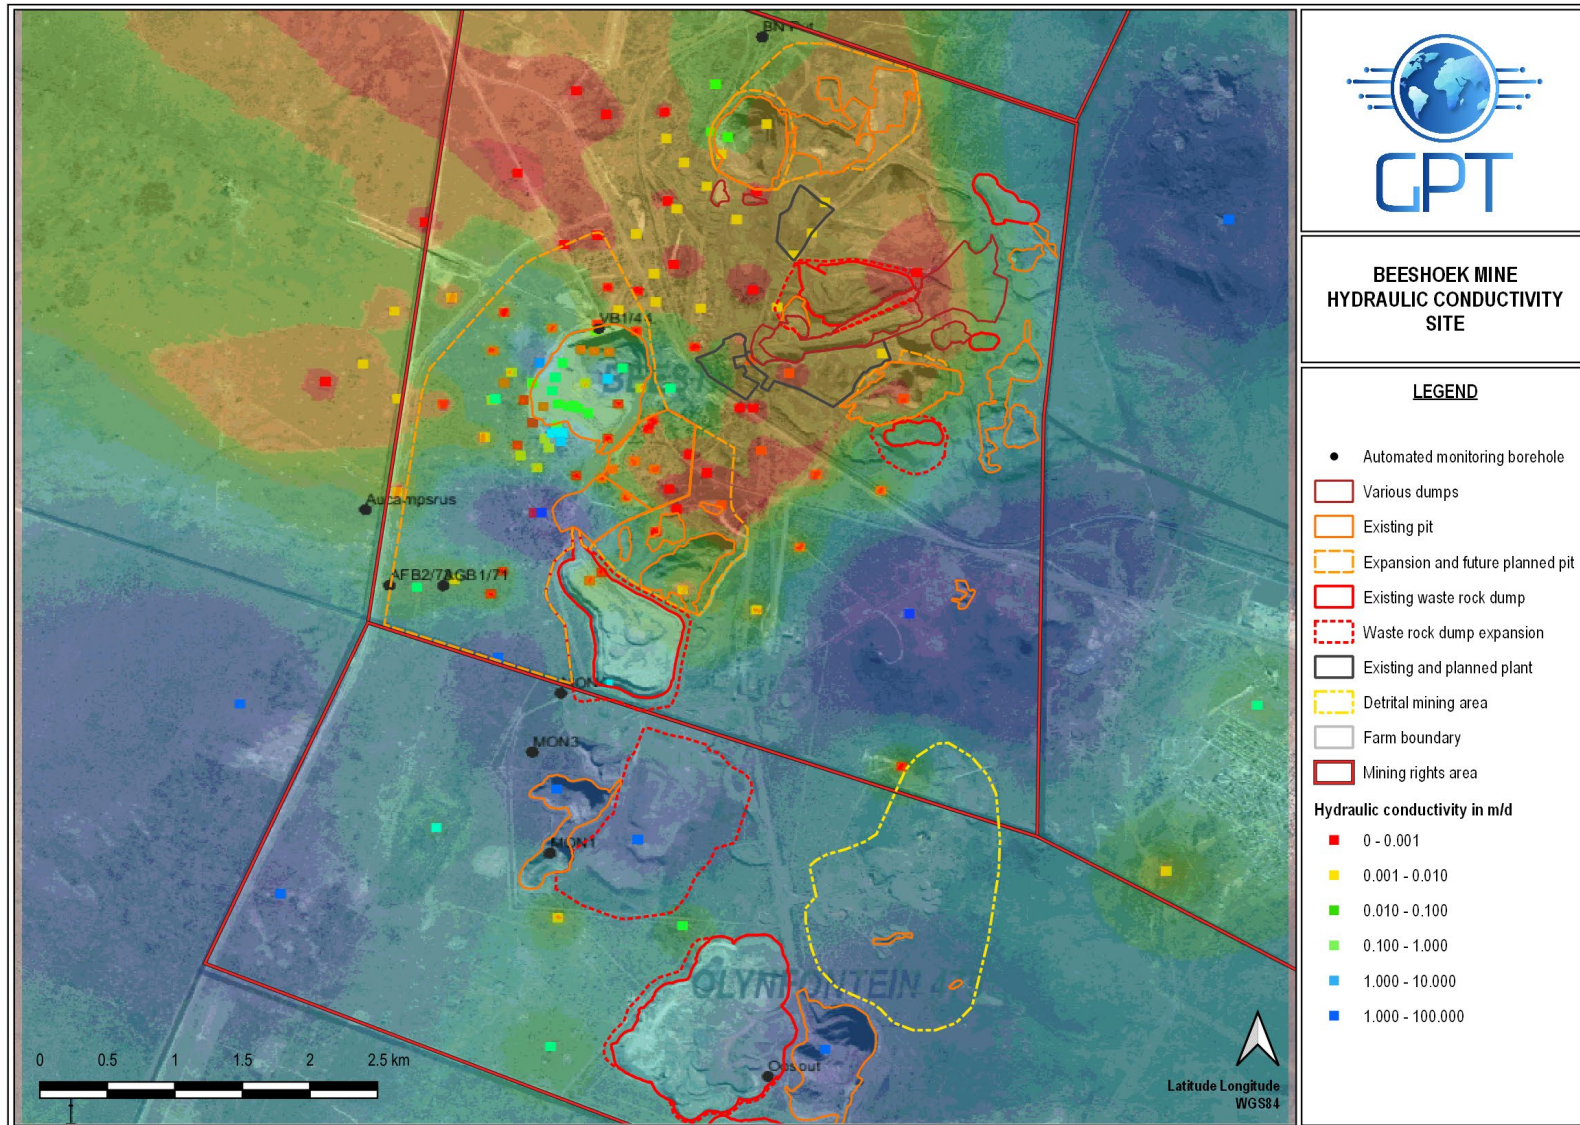 GPT
BEESHOEK MINE
HYDRAULIC CONDUCTIVITY
SITE
LEGEND
Automated monitoring borehole
Various dumps
Existing pit
Expansion and future planned pit
Existing waste rock dump
Waste rock dump expansion
Existing and planned plant
Detrital mining area
Farm boundary
Mining rights area
Hydraulic conductivity in m/d
0 - 0.001
0.001 - 0.010
0.010 - 0.100
0.100 - 1.000
1.000 - 10.000
1.000 - 100.000
Latitude Longitude
WGS84
VB1/44
Aucampsrus
AGB1/71
MON3
MON1
OLYNFONTEIN 4
Oosout
0 0.5 1 1.5 2 2.5 km